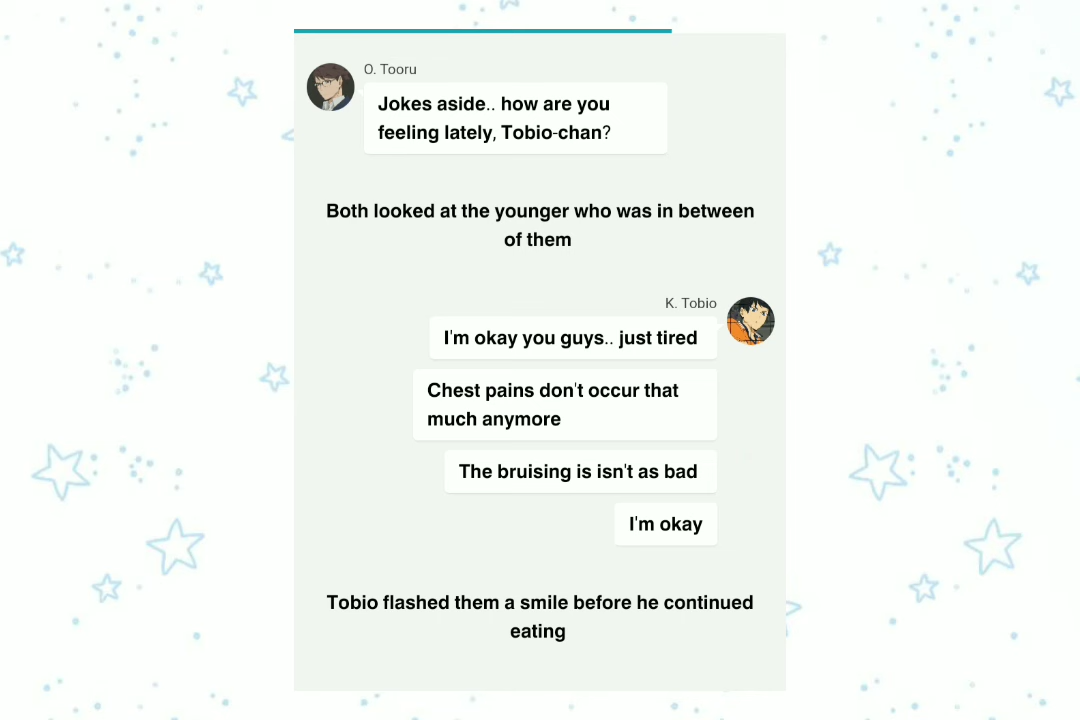 O. Tooru
Jokes aside.. how are you
feeling lately, Tobio-chan?
Both looked at the younger who was in between
of them
K. Tobio
I'm okay you guys.. just tired
Chest pains don't occur that
much anymore
The bruising is isn't as bad
I'm okay
Tobio flashed them a smile before he continued
eating